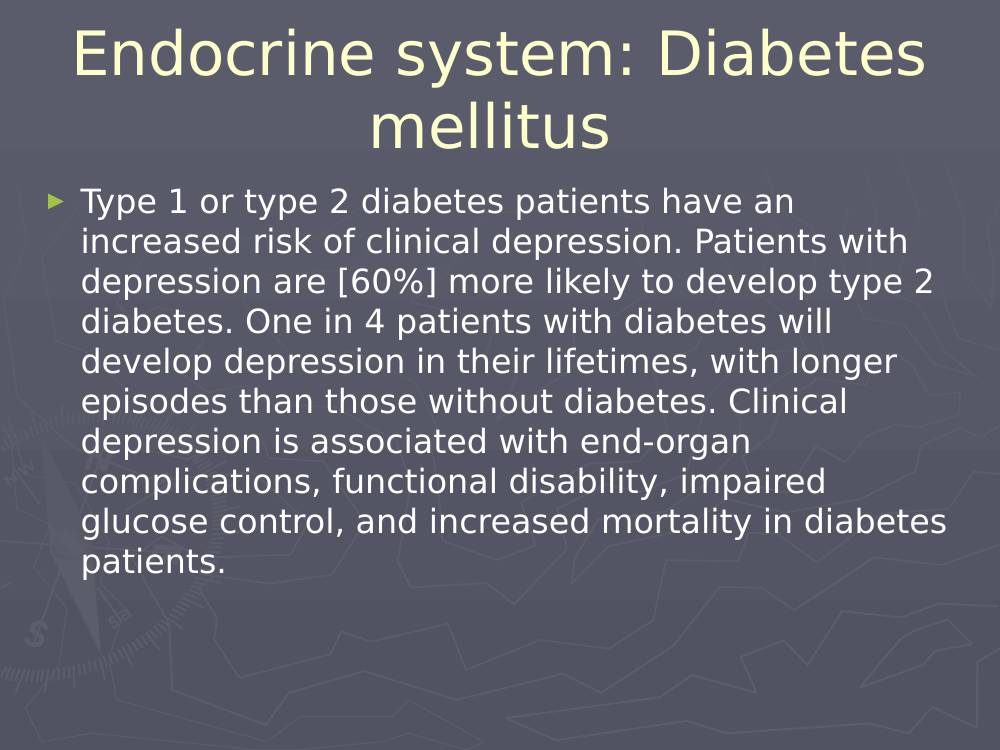 Endocrine system: Diabetes
mellitus
Type 1 or type 2 diabetes patients have an
increased risk of clinical depression. Patients with
depression are [60%] more likely to develop type 2
diabetes. One in 4 patients with diabetes will
develop depression in their lifetimes, with longer
episodes than those without diabetes. Clinical
depression is associated with end-organ
complications, functional disability, impaired
glucose control, and increased mortality in diabetes
patients.
NW
S
SE